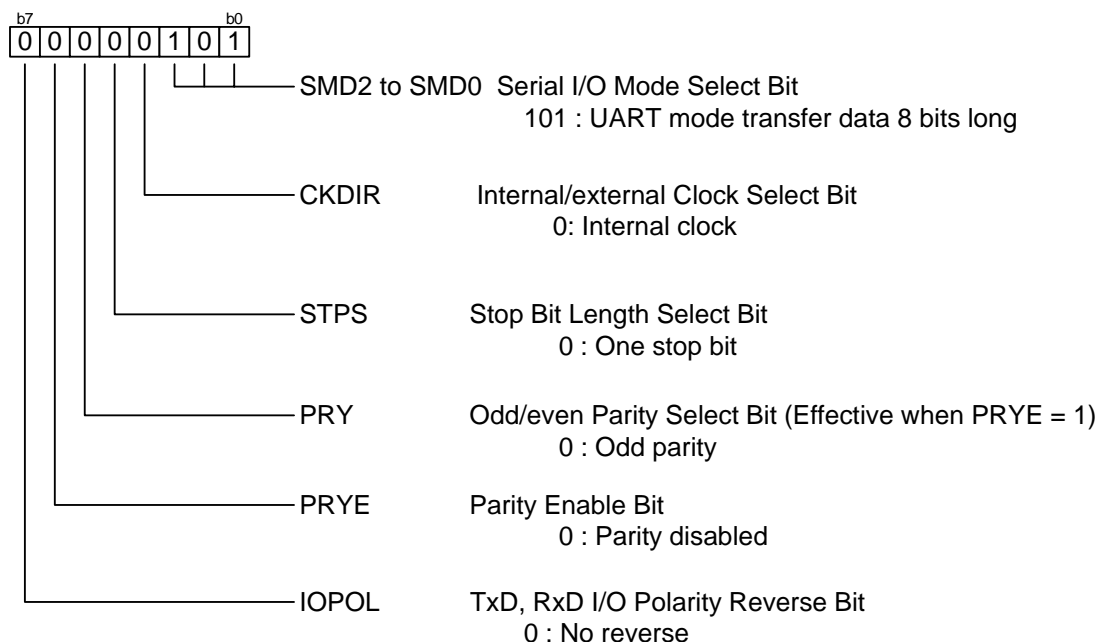 b7 b0
0 0 0 0 0 1 0 1
SMD2 to SMD0 Serial I/O Mode Select Bit
101 : UART mode transfer data 8 bits long
CKDIR Internal/external Clock Select Bit
0: Internal clock
STPS Stop Bit Length Select Bit
0 : One stop bit
PRY Odd/even Parity Select Bit (Effective when PRYE = 1)
0 : Odd parity
PRYE Parity Enable Bit
0 : Parity disabled
IOPOL TxD, RxD I/O Polarity Reverse Bit
0 : No reverse